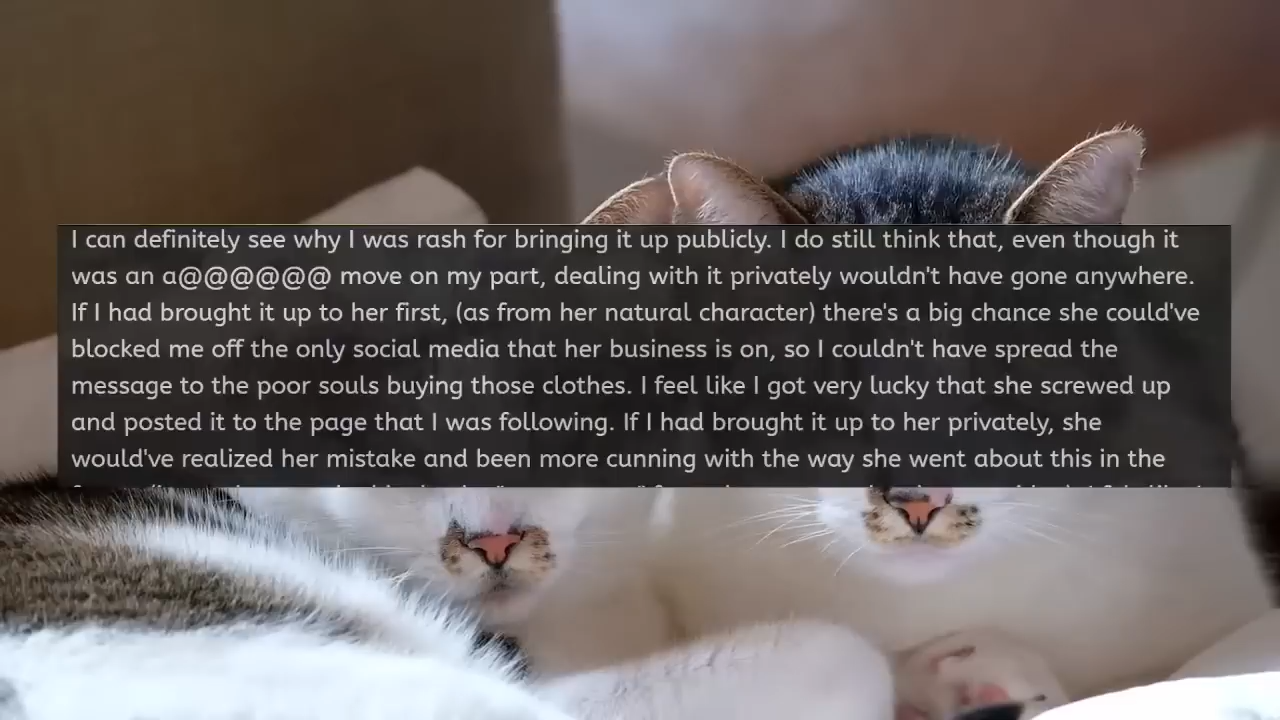 I can definitely see why I was rash for bringing it up publicly. I do still think that, even though it
was an a@@@@@@ move on my part, dealing with it privately wouldn't have gone anywhere.
If I had brought it up to her first, (as from her natural character) there's a big chance she could've
blocked me off the only social media that her business is on, so I couldn't have spread the
message to the poor souls buying those clothes. I feel like I got very lucky that she screwed up
and posted it to the page that I was following. If I had brought it up to her privately, she
would've realized her mistake and been more cunning with the way she went about this in the